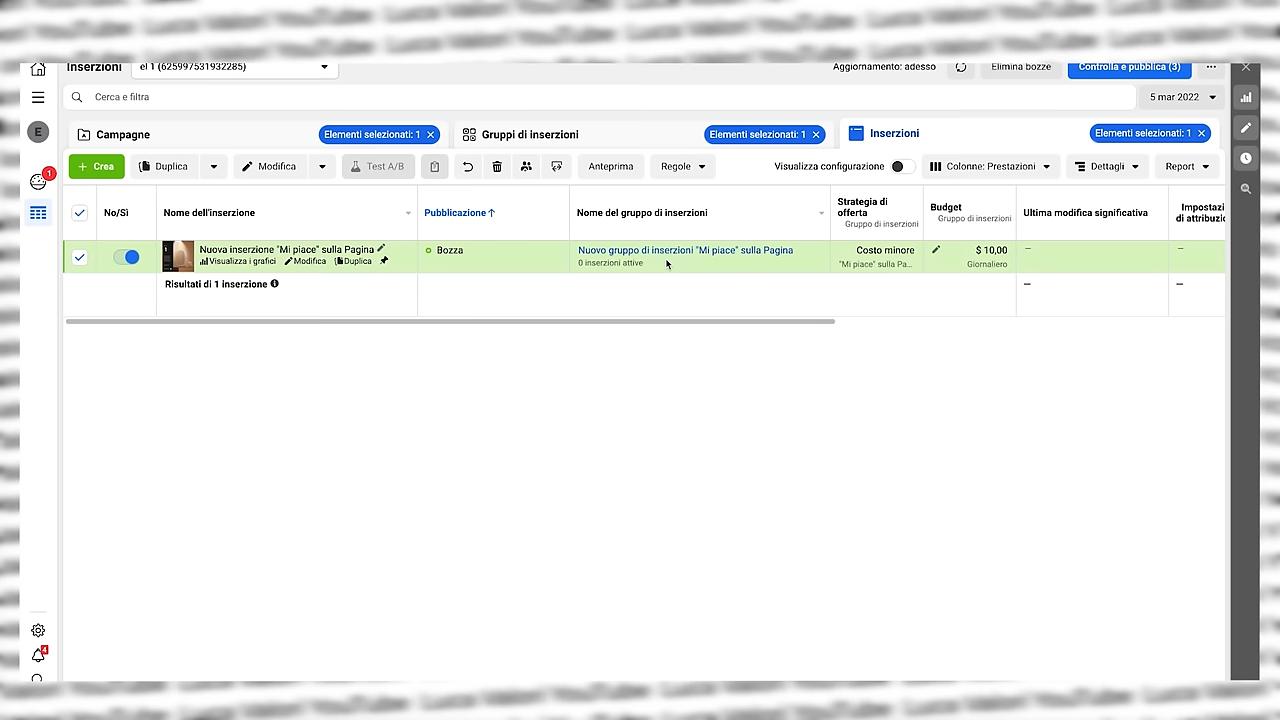 Inserzioni
el 1 (625997531932285)
Aggiornamento: adesso
Elimina bozze
Controlla e pubblica (3)
Cerca e filtra
5 mar 2022
Campagne
Elementi selezionati: 1
Gruppi di inserzioni
Elementi selezionati: 1
Inserzioni
Elementi selezionati: 1
+ Crea
Duplica
Modifica
Test A/B
Anteprima
Regole
Visualizza configurazione
Colonne: Prestazioni
Dettagli
Report
No/Sì
Nome dell'inserzione
Pubblicazione ↑
Nome del gruppo di inserzioni
Strategia di
offerta
Gruppo di inserzioni
Budget
Gruppo di inserzioni
Ultima modifica significativa
Impostazi
di attribuzio
Nuova inserzione "Mi piace" sulla Pagina
Visualizza i grafici
Modifica
Duplica
Bozza
Nuovo gruppo di inserzioni "Mi piace" sulla Pagina
0 inserzioni attive
Costo minore
"Mi piace" sulla Pa...
$ 10,00
Giornaliero
–
–
Risultati di 1 inserzione
–
–
E
1
4